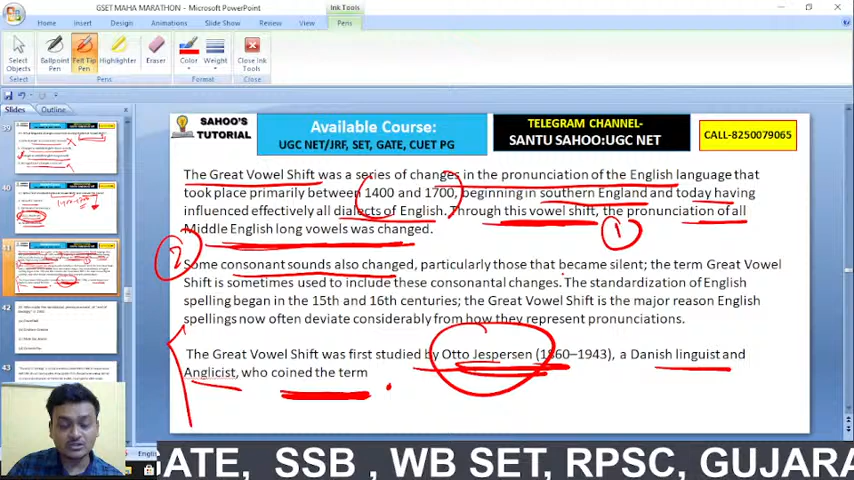 GSET MAHA MARATHON - Microsoft PowerPoint
Ink Tools
Home Insert Design Animations Slide Show Review View Pens
Select Objects
Ballpoint Pen
Felt Tip Pen
Highlighter
Eraser
Color
Weight
Close Ink Tools
Select
Pens
Format
Close
Slides Outline
39
40
42
43
SAHOO'S TUTORIAL
Available Course:
UGC NET/JRF, SET, GATE, CUET PG
TELEGRAM CHANNEL-
SANTU SAHOO:UGC NET
CALL-8250079065
The Great Vowel Shift was a series of changes in the pronunciation of the English language that
took place primarily between 1400 and 1700, beginning in southern England and today having
influenced effectively all dialects of English. Through this vowel shift, the pronunciation of all
Middle English long vowels was changed.
1
2
Some consonant sounds also changed, particularly those that became silent; the term Great Vowel
Shift is sometimes used to include these consonantal changes. The standardization of English
spelling began in the 15th and 16th centuries; the Great Vowel Shift is the major reason English
spellings now often deviate considerably from how they represent pronunciations.
The Great Vowel Shift was first studied by Otto Jespersen (1860–1943), a Danish linguist and
Anglicist, who coined the term
ATE, SSB , WB SET, RPSC, GUJARA